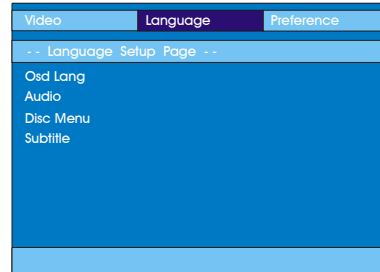 Video Language Preference
-- Language Setup Page --
Osd Lang
Audio
Disc Menu
Subtitle